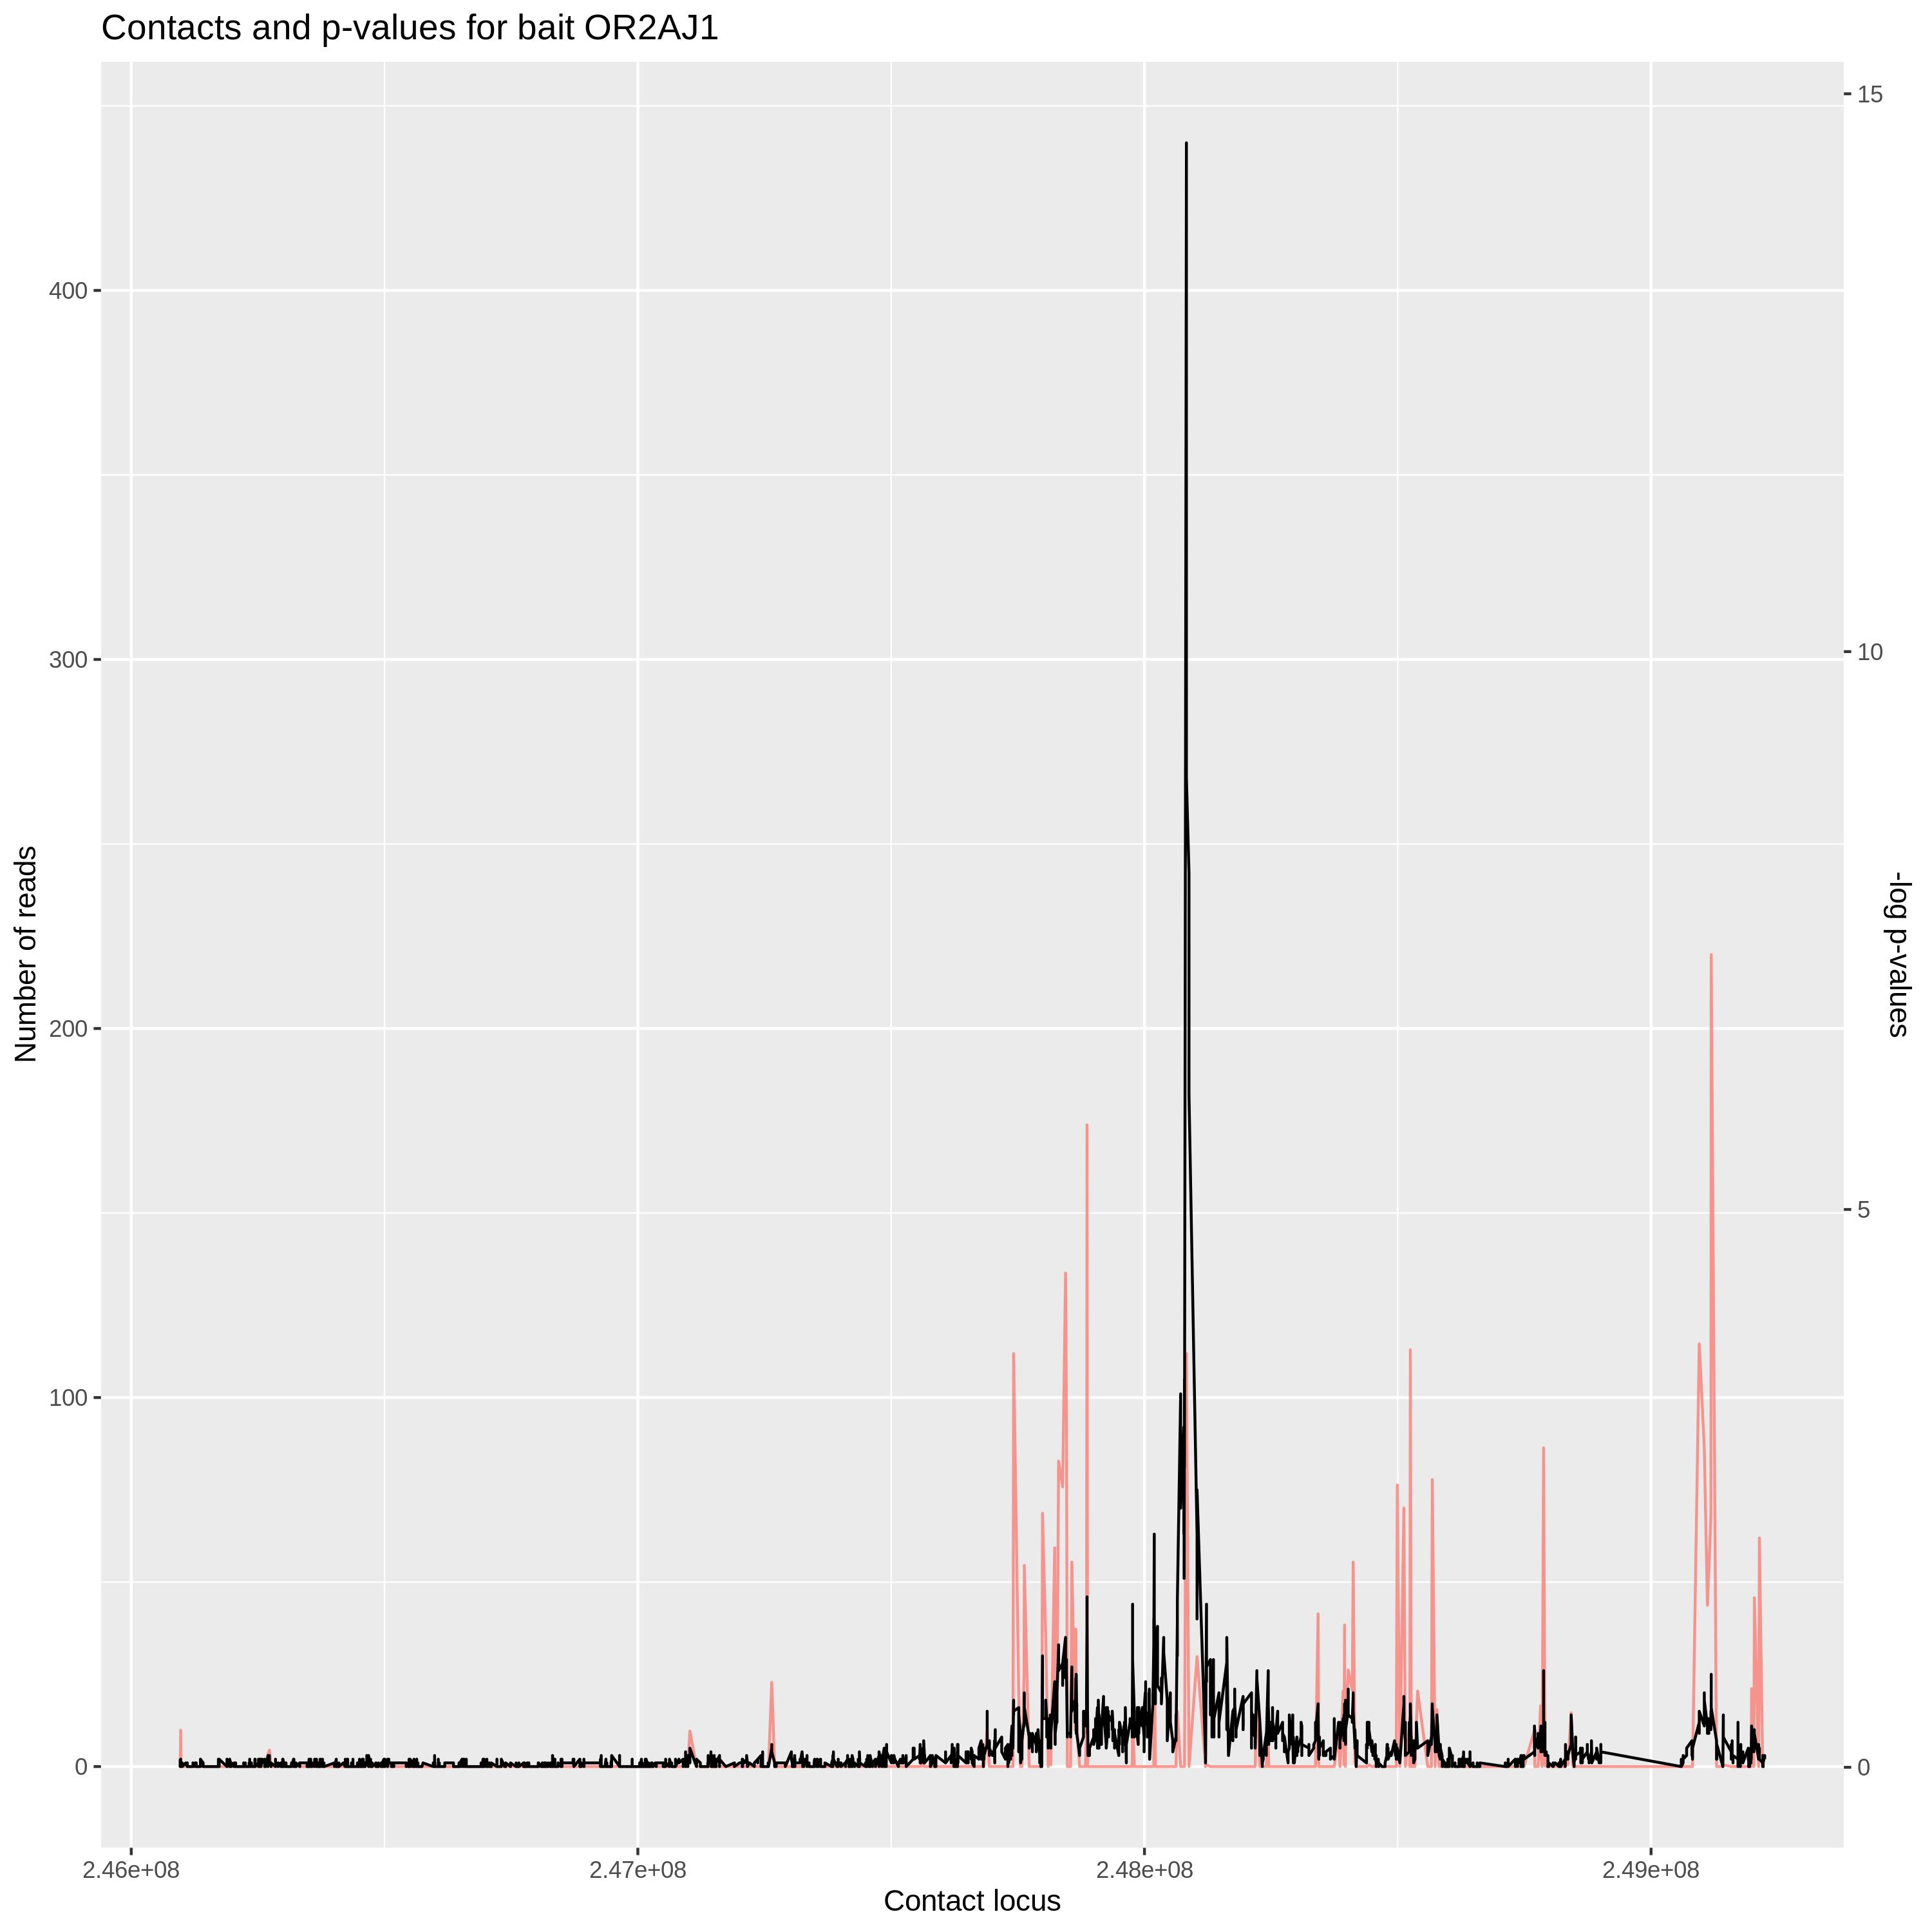 Contacts and p-values for bait OR2AJ1
15
400
300
10
Number of reads
-log p-values
200
5
100
0
0
2.46e+08
2.47e+08
2.48e+08
2.49e+08
Contact locus